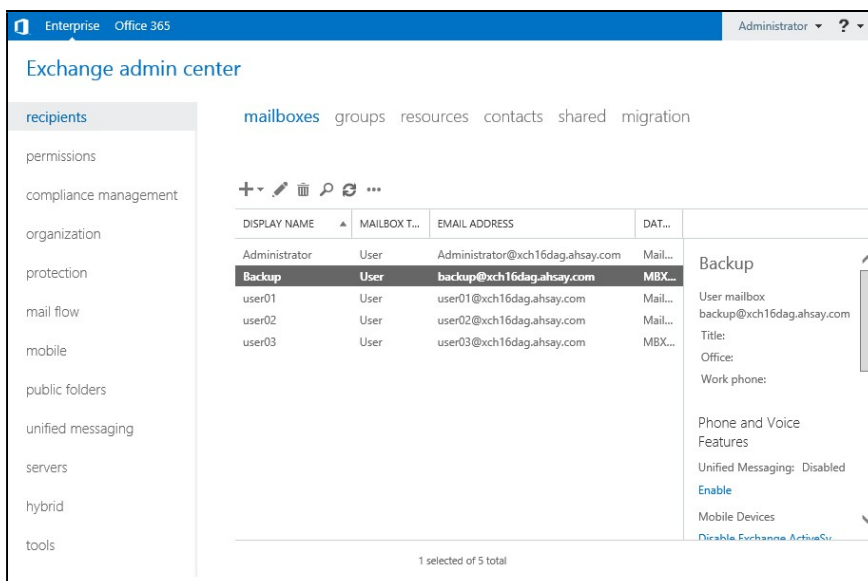 Enterprise Office 365 Administrator ?
Exchange admin center
recipients
permissions
compliance management
organization
protection
mail flow
mobile
public folders
unified messaging
servers
hybrid
tools
mailboxes groups resources contacts shared migration
DISPLAY NAME MAILBOX T... EMAIL ADDRESS DAT...
Administrator User Administrator@xch16dag.ahsay.com Mail...
Backup User backup@xch16dag.ahsay.com MBX...
user01 User user01@xch16dag.ahsay.com Mail...
user02 User user02@xch16dag.ahsay.com Mail...
user03 User user03@xch16dag.ahsay.com MBX...
1 selected of 5 total
Backup
User mailbox
backup@xch16dag.ahsay.com
Title:
Office:
Work phone:
Phone and Voice
Features
Unified Messaging: Disabled
Enable
Mobile Devices
Disable Exchange ActiveSy